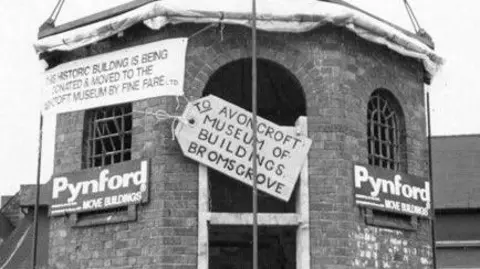 THIS HISTORIC BUILDING IS BEING
DONATED & MOVED TO THE
AVONCROFT MUSEUM BY FINE FARE LTD
TO AVONCROFT
MUSEUM OF
BUILDINGS
BROMSGROVE
Pynford
MOVE BUILDINGS
Pynford
MOVE BUILDINGS